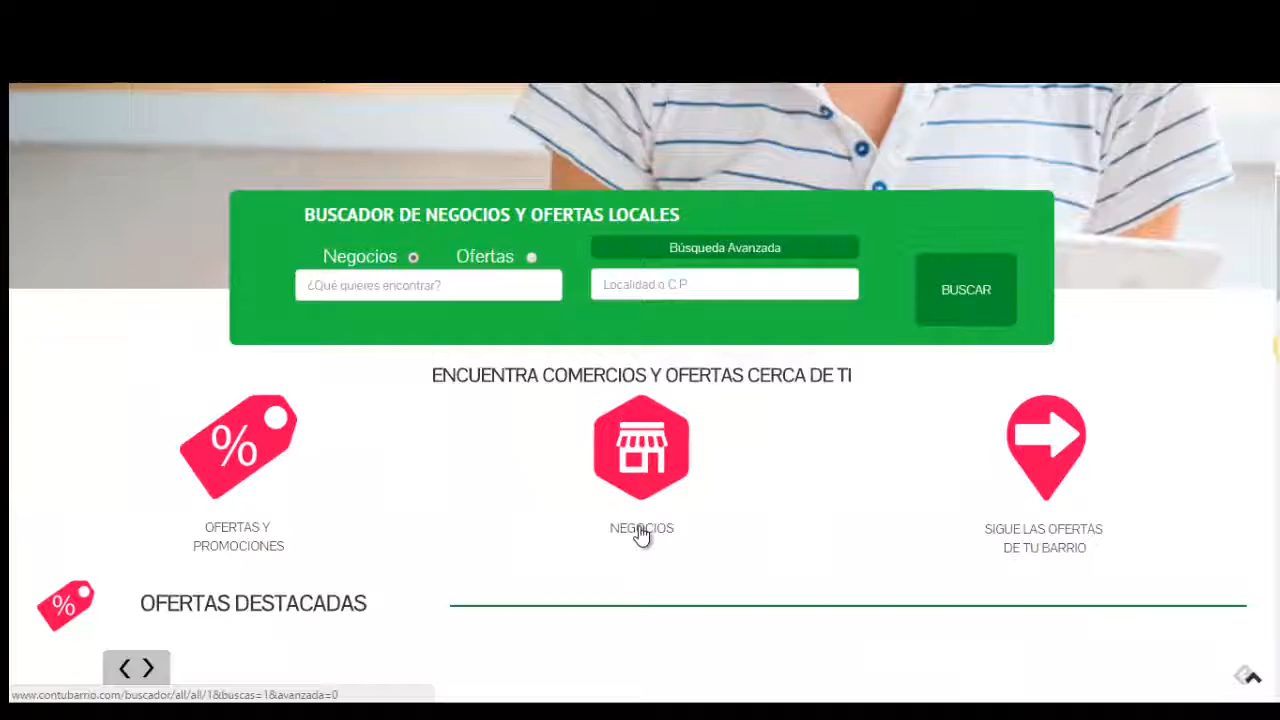 BUSCADOR DE NEGOCIOS Y OFERTAS LOCALES
Negocios
Ofertas
Búsqueda Avanzada
¿Qué quieres encontrar?
Localidad o C.P
BUSCAR
ENCUENTRA COMERCIOS Y OFERTAS CERCA DE TI
%
OFERTAS Y
PROMOCIONES
NEGOCIOS
SIGUE LAS OFERTAS
DE TU BARRIO
%
OFERTAS DESTACADAS
www.contubarrio.com/buscador/all/all/1&buscas=1&avanzada=0